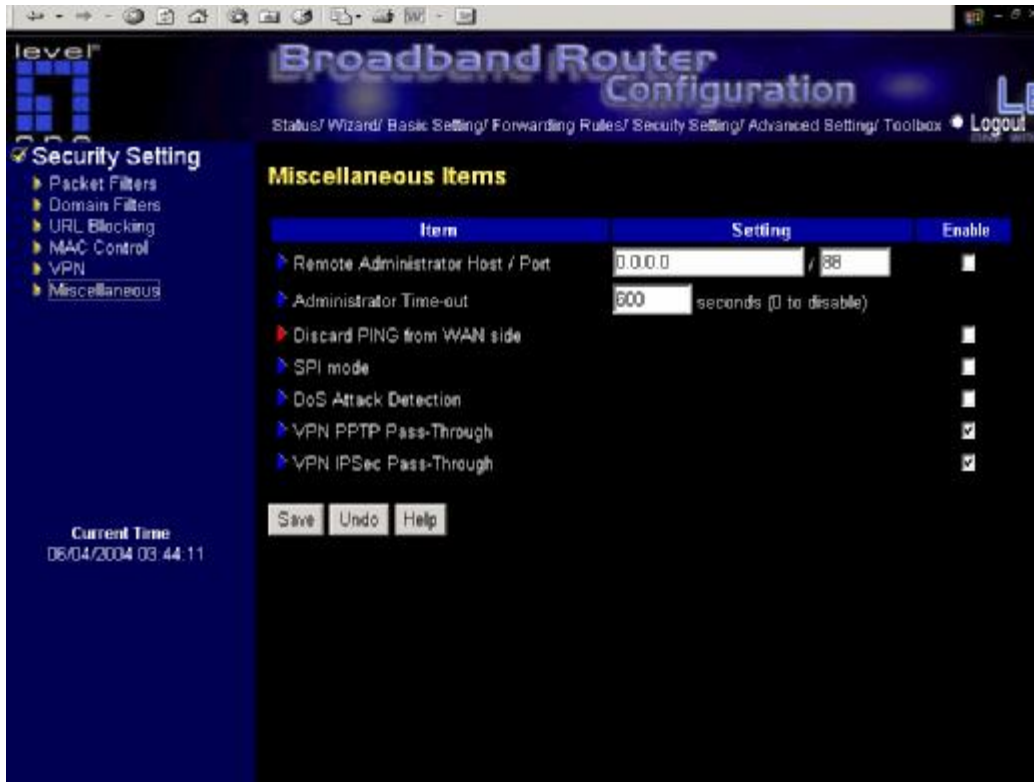 level
Broadband Router
Configuration
Status/ Wizard/ Basic Setting/ Forwarding Rules/ Security Setting/ Advanced Setting/ Toolbox Logout
Security Setting
Packet Filters
Domain Filters
URL Blocking
MAC Control
VPN
Miscellaneous
Current Time
06/04/2004 03:44:11
Miscellaneous Items
Item Setting Enable
Remote Administrator Host / Port 0.0.0.0 / 88
Administrator Time-out 600 seconds (0 to disable)
Discard PING from WAN side
SPI mode
DoS Attack Detection
VPN PPTP Pass-Through
VPN IPSec Pass-Through
Save Undo Help